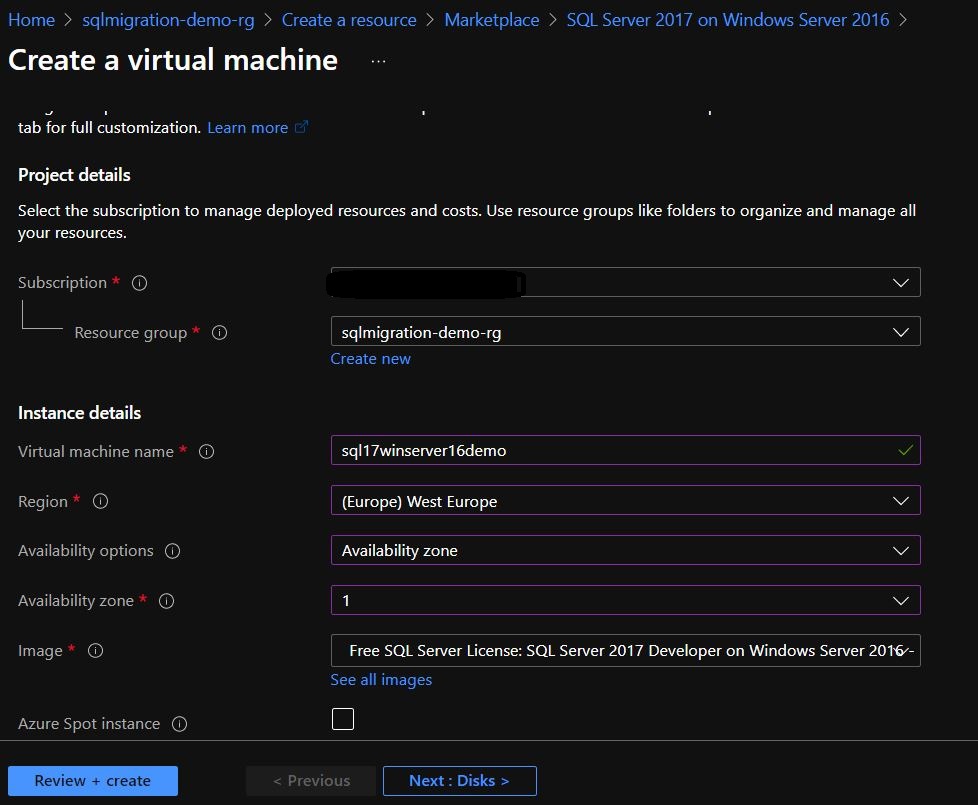 Home > sqlmigration-demo-rg > Create a resource > Marketplace > SQL Server 2017 on Windows Server 2016 >
Create a virtual machine ...
tab for full customization. Learn more
Project details
Select the subscription to manage deployed resources and costs. Use resource groups like folders to organize and manage all
your resources.
Subscription *
Resource group *
sqlmigration-demo-rg
Create new
Instance details
Virtual machine name *
sql17winserver16demo
Region *
(Europe) West Europe
Availability options
Availability zone
Availability zone *
1
Image *
Free SQL Server License: SQL Server 2017 Developer on Windows Server 2016 -
See all images
Azure Spot instance
Review + create
< Previous
Next : Disks >